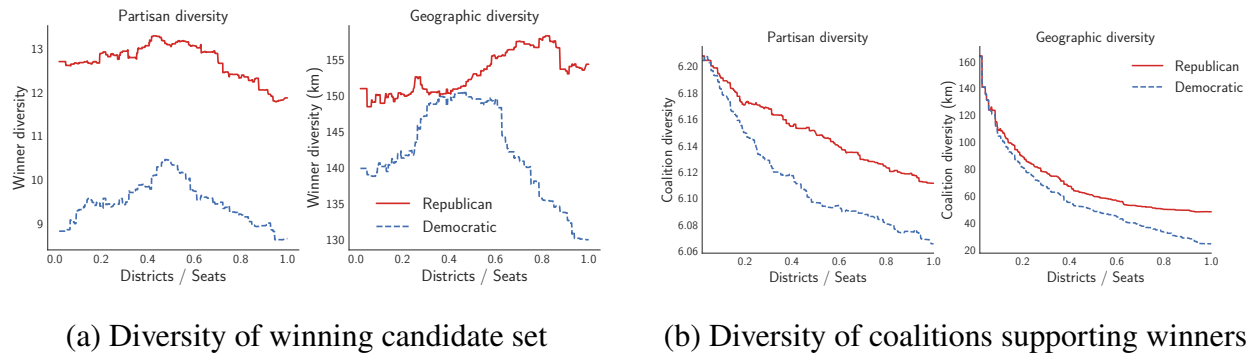 Partisan diversity
Winner diversity
13
12
11
10
9
0.0 0.2 0.4 0.6 0.8 1.0
Districts / Seats
Geographic diversity
Winner diversity (km)
155
150
145
140
135
130
Republican
Democratic
0.0 0.2 0.4 0.6 0.8 1.0
Districts / Seats
(a) Diversity of winning candidate set
Partisan diversity
Coalition diversity
6.20
6.18
6.16
6.14
6.12
6.10
6.08
6.06
0.2 0.4 0.6 0.8 1.0
Districts / Seats
Geographic diversity
Coalition diversity (km)
160
140
120
100
80
60
40
20
Republican
Democratic
0.2 0.4 0.6 0.8 1.0
Districts / Seats
(b) Diversity of coalitions supporting winners